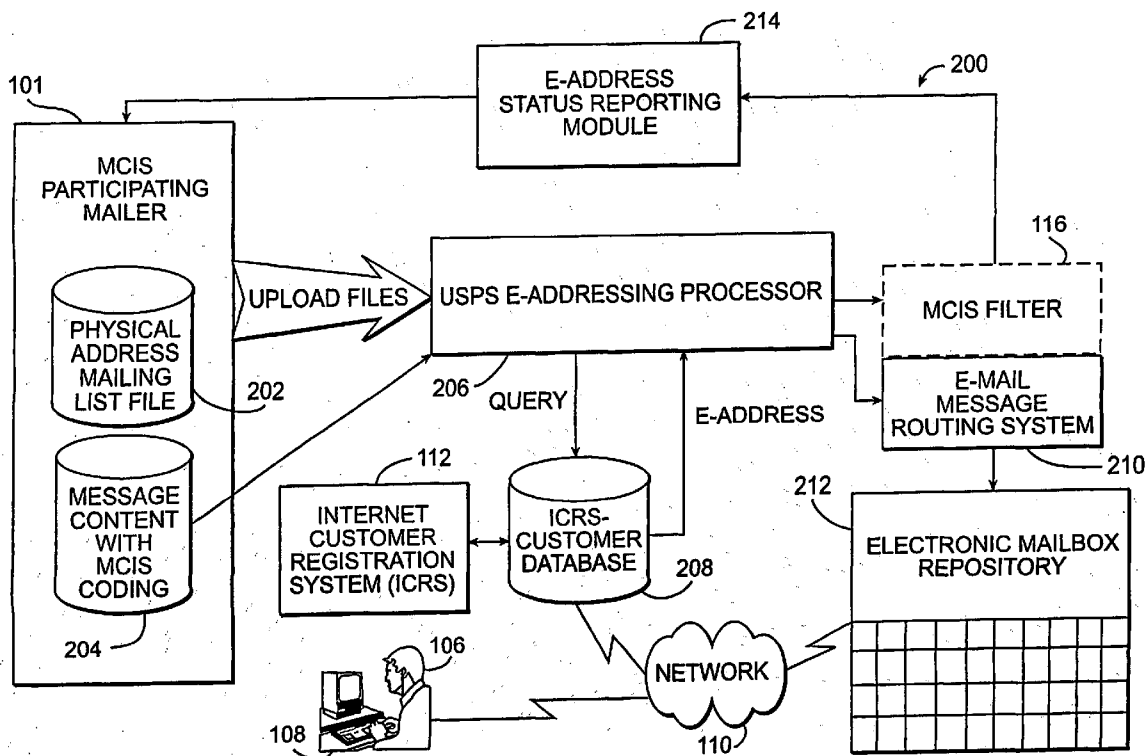 214
E-ADDRESS
STATUS REPORTING
MODULE
200
101
MCIS
PARTICIPATING
MAILER
PHYSICAL
ADDRESS
MAILING
LIST FILE
202
MESSAGE
CONTENT
WITH
MCIS
CODING
204
UPLOAD FILES
USPS E-ADDRESSING PROCESSOR
206
QUERY
E-ADDRESS
116
MCIS FILTER
E-MAIL
MESSAGE
ROUTING SYSTEM
210
112
INTERNET
CUSTOMER
REGISTRATION
SYSTEM (ICRS)
ICRS-
CUSTOMER
DATABASE
208
212
ELECTRONIC MAILBOX
REPOSITORY
106
108
NETWORK
110